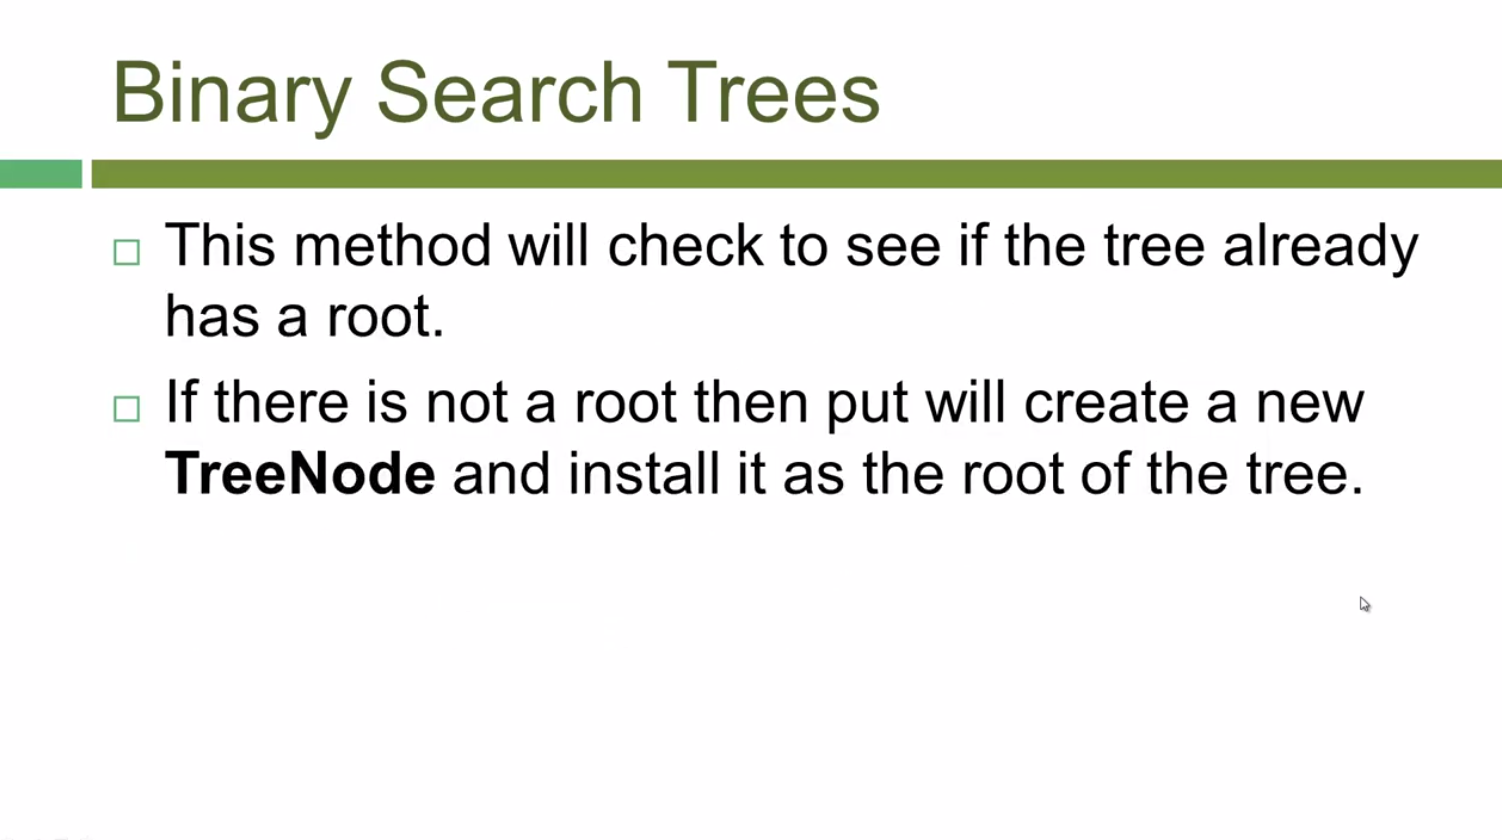 Binary Search Trees
This method will check to see if the tree already
has a root.
If there is not a root then put will create a new
TreeNode and install it as the root of the tree.